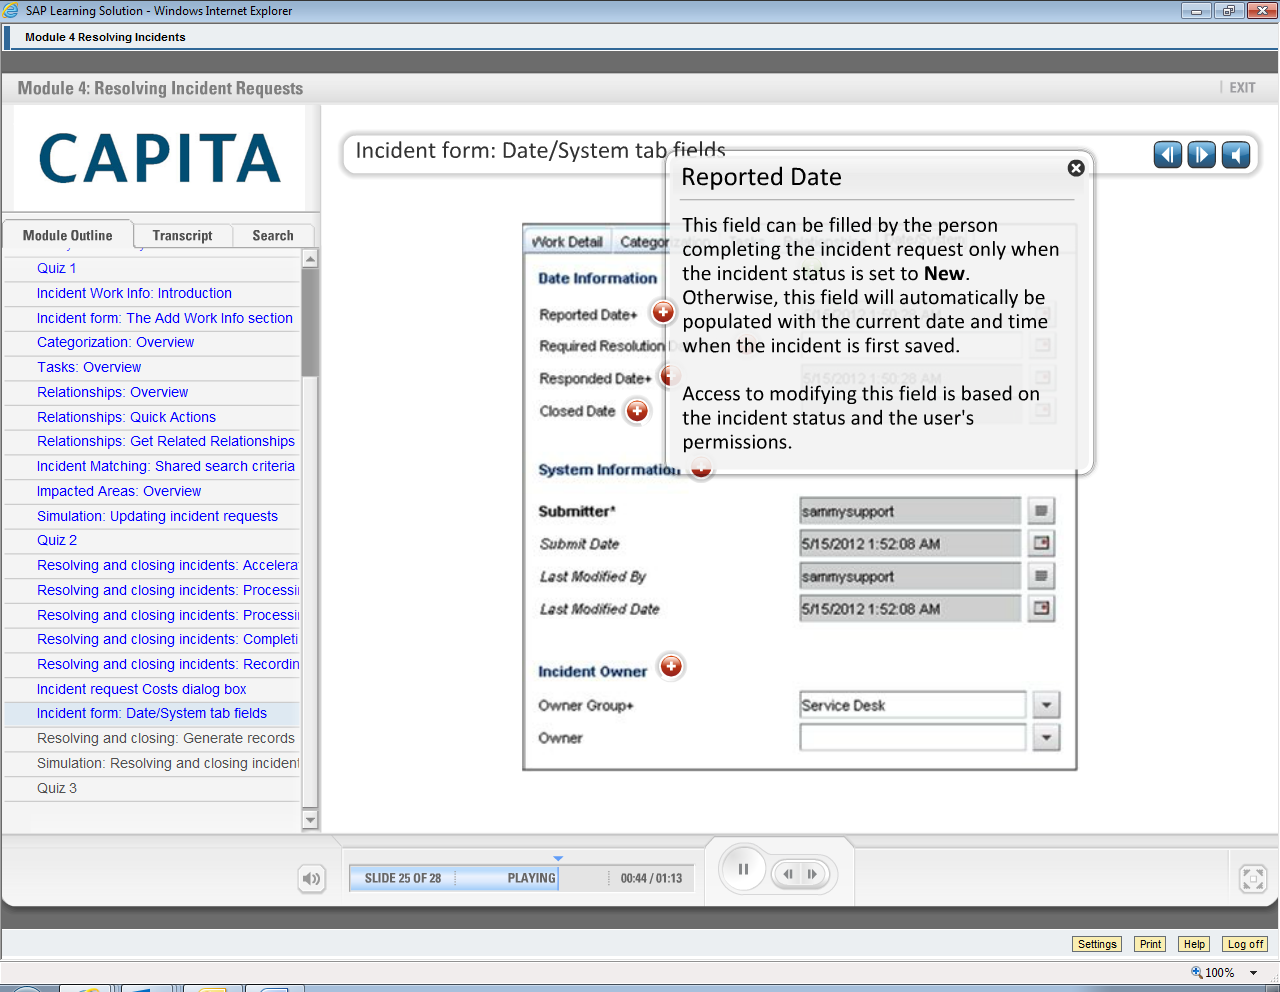 SAP Learning Solution - Windows Internet Explorer
Module 4 Resolving Incidents
Module 4: Resolving Incident Requests
EXIT
CAPITA
Module Outline
Transcript
Search
Quiz 1
Incident Work Info: Introduction
Incident form: The Add Work Info section
Categorization: Overview
Tasks: Overview
Relationships: Overview
Relationships: Quick Actions
Relationships: Get Related Relationships
Incident Matching: Shared search criteria
Impacted Areas: Overview
Simulation: Updating incident requests
Quiz 2
Resolving and closing incidents: Accelera
Resolving and closing incidents: Processi
Resolving and closing incidents: Processi
Resolving and closing incidents: Completi
Resolving and closing incidents: Recordin
Incident request Costs dialog box
Incident form: Date/System tab fields
Resolving and closing: Generate records
Simulation: Resolving and closing incident
Quiz 3
Incident form: Date/System tab fields
Reported Date
This field can be filled by the person
completing the incident request only when
the incident status is set to New.
Otherwise, this field will automatically be
populated with the current date and time
when the incident is first saved.
Access to modifying this field is based on
the incident status and the user's
permissions.
Work Detail
Categor
Date Information
Reported Date+
Required Resolution D
Responded Date+
5/15/2012 1:50:28 AM
Closed Date
System Information
Submitter*
sammysupport
Submit Date
5/15/2012 1:52:08 AM
Last Modified By
sammysupport
Last Modified Date
5/15/2012 1:52:08 AM
Incident Owner
Owner Group+
Service Desk
Owner
SLIDE 25 OF 28
PLAYING
00:44 / 01:13
Settings
Print
Help
Log off
100%